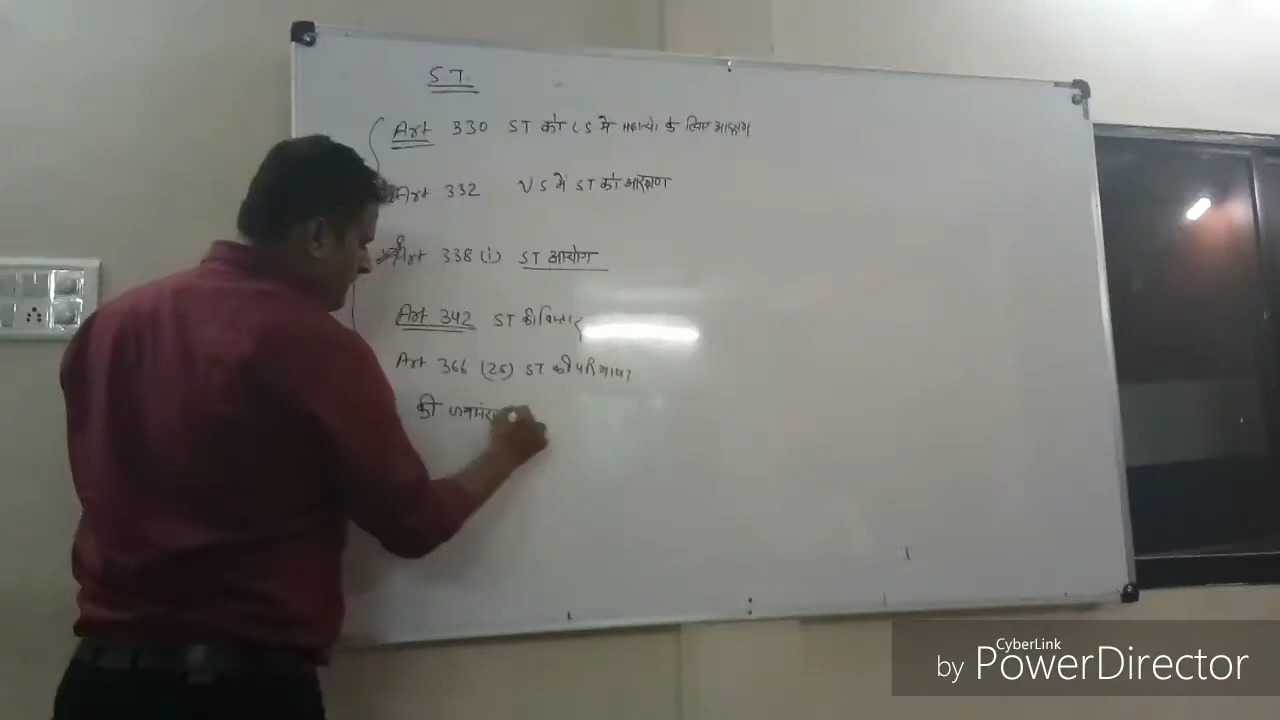 ST
Art 330 ST को LS में के लिए आरक्षण
Art 332 VS में ST को आरक्षण
Art 338 (i) ST आयोग
Art 342 ST की
Art 366 (25) ST की परिभाषा
की
CyberLink
by PowerDirector